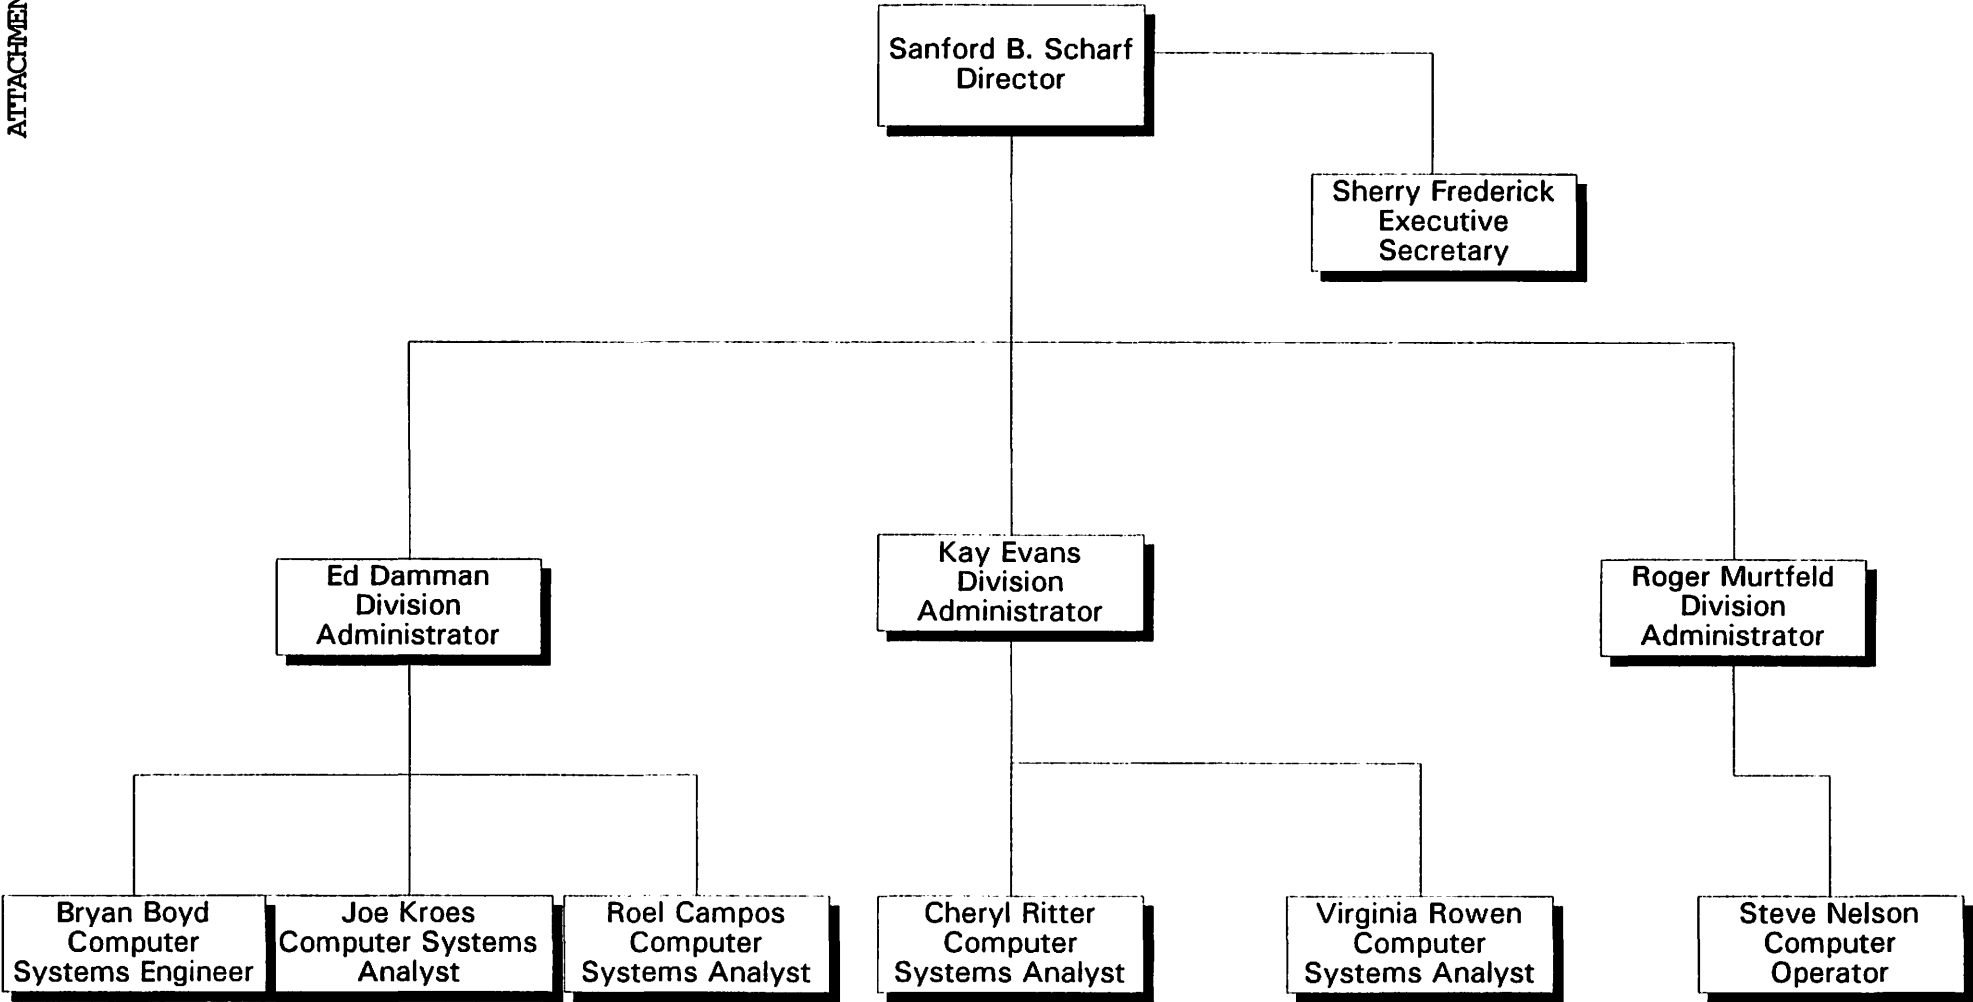 Sanford B. Scharf
Director
Sherry Frederick
Executive
Secretary
Ed Damman
Division
Administrator
Kay Evans
Division
Administrator
Roger Murtfeld
Division
Administrator
Bryan Boyd
Computer
Systems Engineer
Joe Kroes
Computer Systems
Analyst
Roel Campos
Computer
Systems Analyst
Cheryl Ritter
Computer
Systems Analyst
Virginia Rowen
Computer
Systems Analyst
Steve Nelson
Computer
Operator